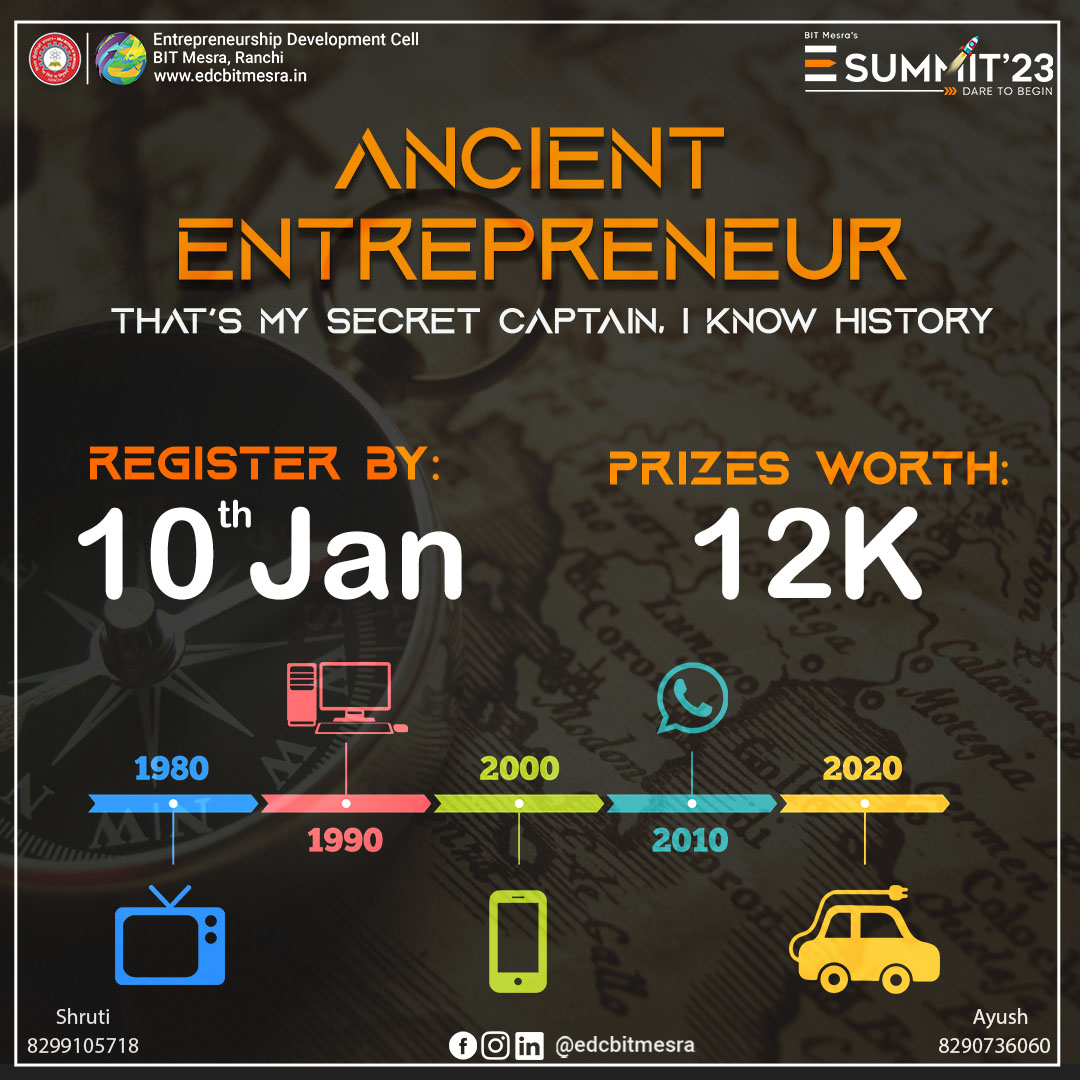 Entrepreneurship Development Cell
BIT Mesra, Ranchi
www.edcbitmesra.in
BIT Mesra's
E SUMMIT'23
DARE TO BEGIN
ANCIENT
ENTREPRENEUR
THAT'S MY SECRET CAPTAIN, I KNOW HISTORY
REGISTER BY:
10th Jan
PRIZES WORTH:
12K
1980
2000
2020
1990
2010
Shruti
8299105718
@edcbitmesra
Ayush
8290736060